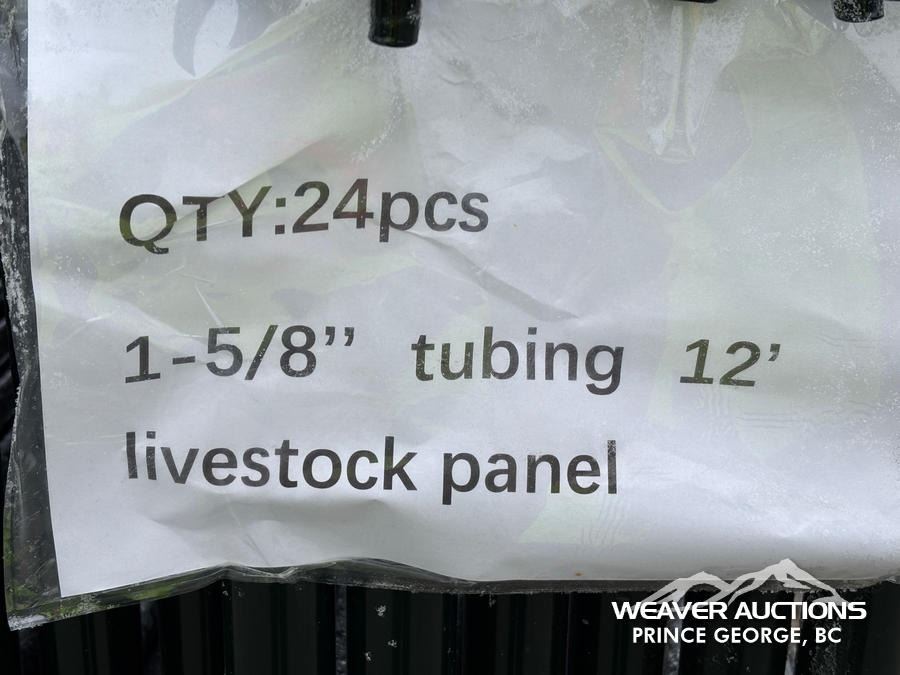 QTY:24pcs
1-5/8” tubing 12’
livestock panel
WEAVER AUCTIONS
PRINCE GEORGE, BC